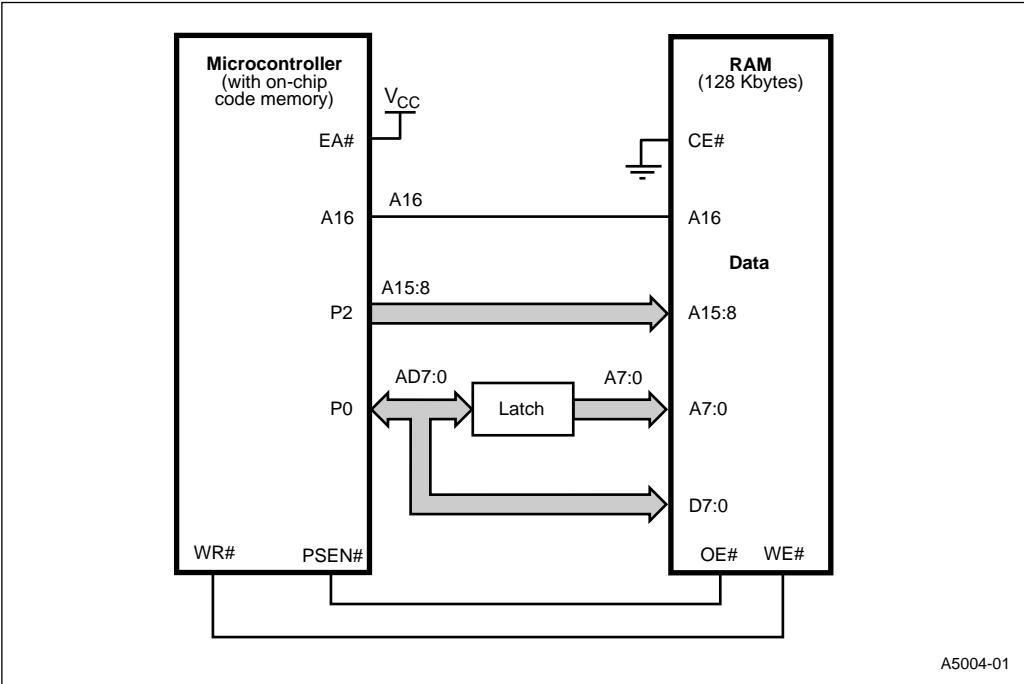 Microcontroller
(with on-chip
code memory)
V_CC
EA#
A16
P2
P0
WR#
PSEN#
A16
A15:8
AD7:0
Latch
A7:0
RAM
(128 Kbytes)
CE#
A16
Data
A15:8
A7:0
D7:0
OE#
WE#
A5004-01